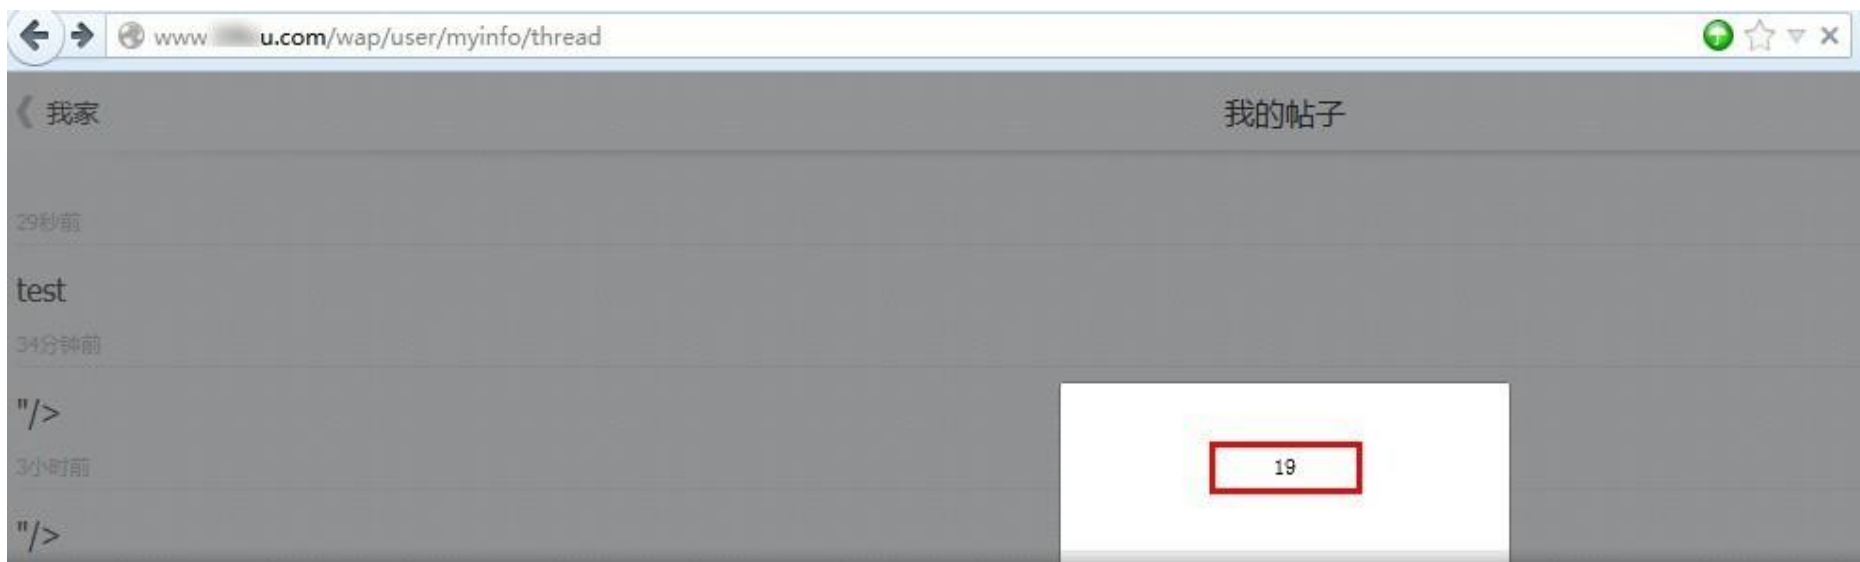 www u.com/wap/user/myinfo/thread
我家
我的帖子
29秒前
test
34分钟前
"/>
3小时前
19
"/>